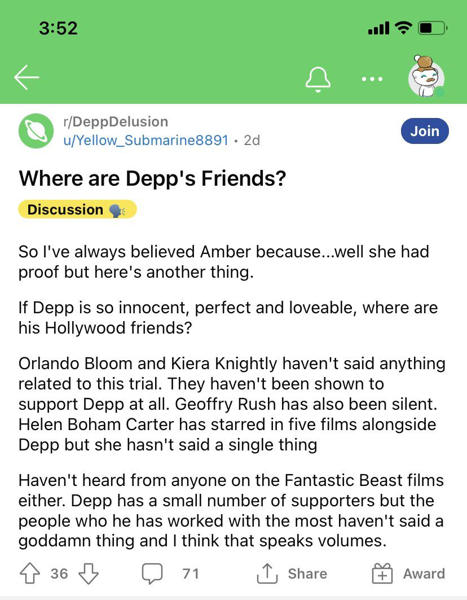 3:52
r/DeppDelusion
u/Yellow_Submarine8891 • 2d
Join
Where are Depp's Friends?
Discussion
So I've always believed Amber because...well she had
proof but here's another thing.
If Depp is so innocent, perfect and loveable, where are
his Hollywood friends?
Orlando Bloom and Kiera Knightly haven't said anything
related to this trial. They haven't been shown to
support Depp at all. Geoffry Rush has also been silent.
Helen Boham Carter has starred in five films alongside
Depp but she hasn't said a single thing
Haven't heard from anyone on the Fantastic Beast films
either. Depp has a small number of supporters but the
people who he has worked with the most haven't said a
goddamn thing and I think that speaks volumes.
36
71
Share
Award